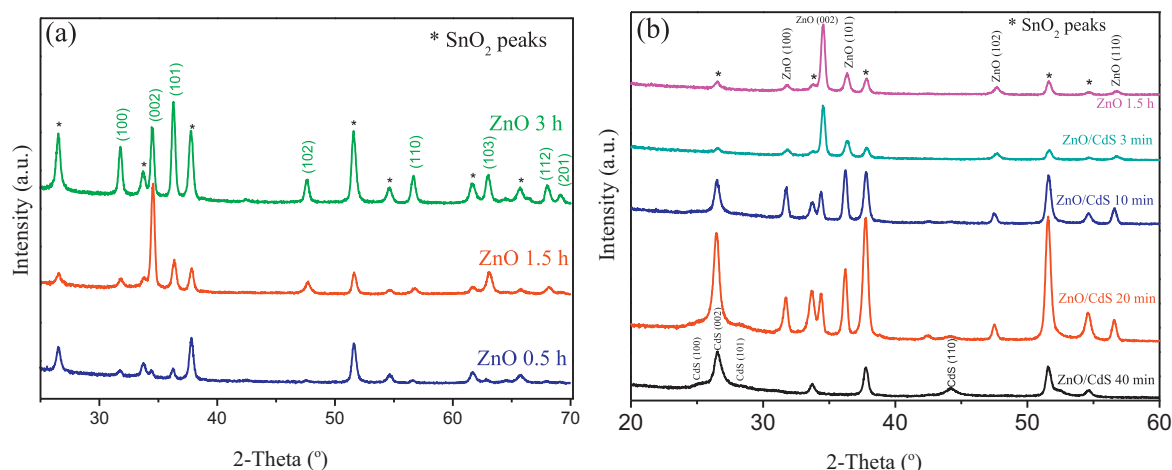 (a)
* SnO₂ peaks
(100)
(002)
(101)
(102)
(110)
(103)
(112)
(201)
* * * * * * *
ZnO 3 h
ZnO 1.5 h
ZnO 0.5 h
Intensity (a.u.)
30 40 50 60 70
2-Theta (º)
(b)
* SnO₂ peaks
ZnO (100)
ZnO (002)
ZnO (101)
ZnO (102)
ZnO (110)
* * * * *
ZnO 1.5 h
ZnO/CdS 3 min
ZnO/CdS 10 min
ZnO/CdS 20 min
CdS (100)
CdS (002)
CdS (101)
CdS (110)
ZnO/CdS 40 min
Intensity (a.u.)
20 30 40 50 60
2-Theta (º)